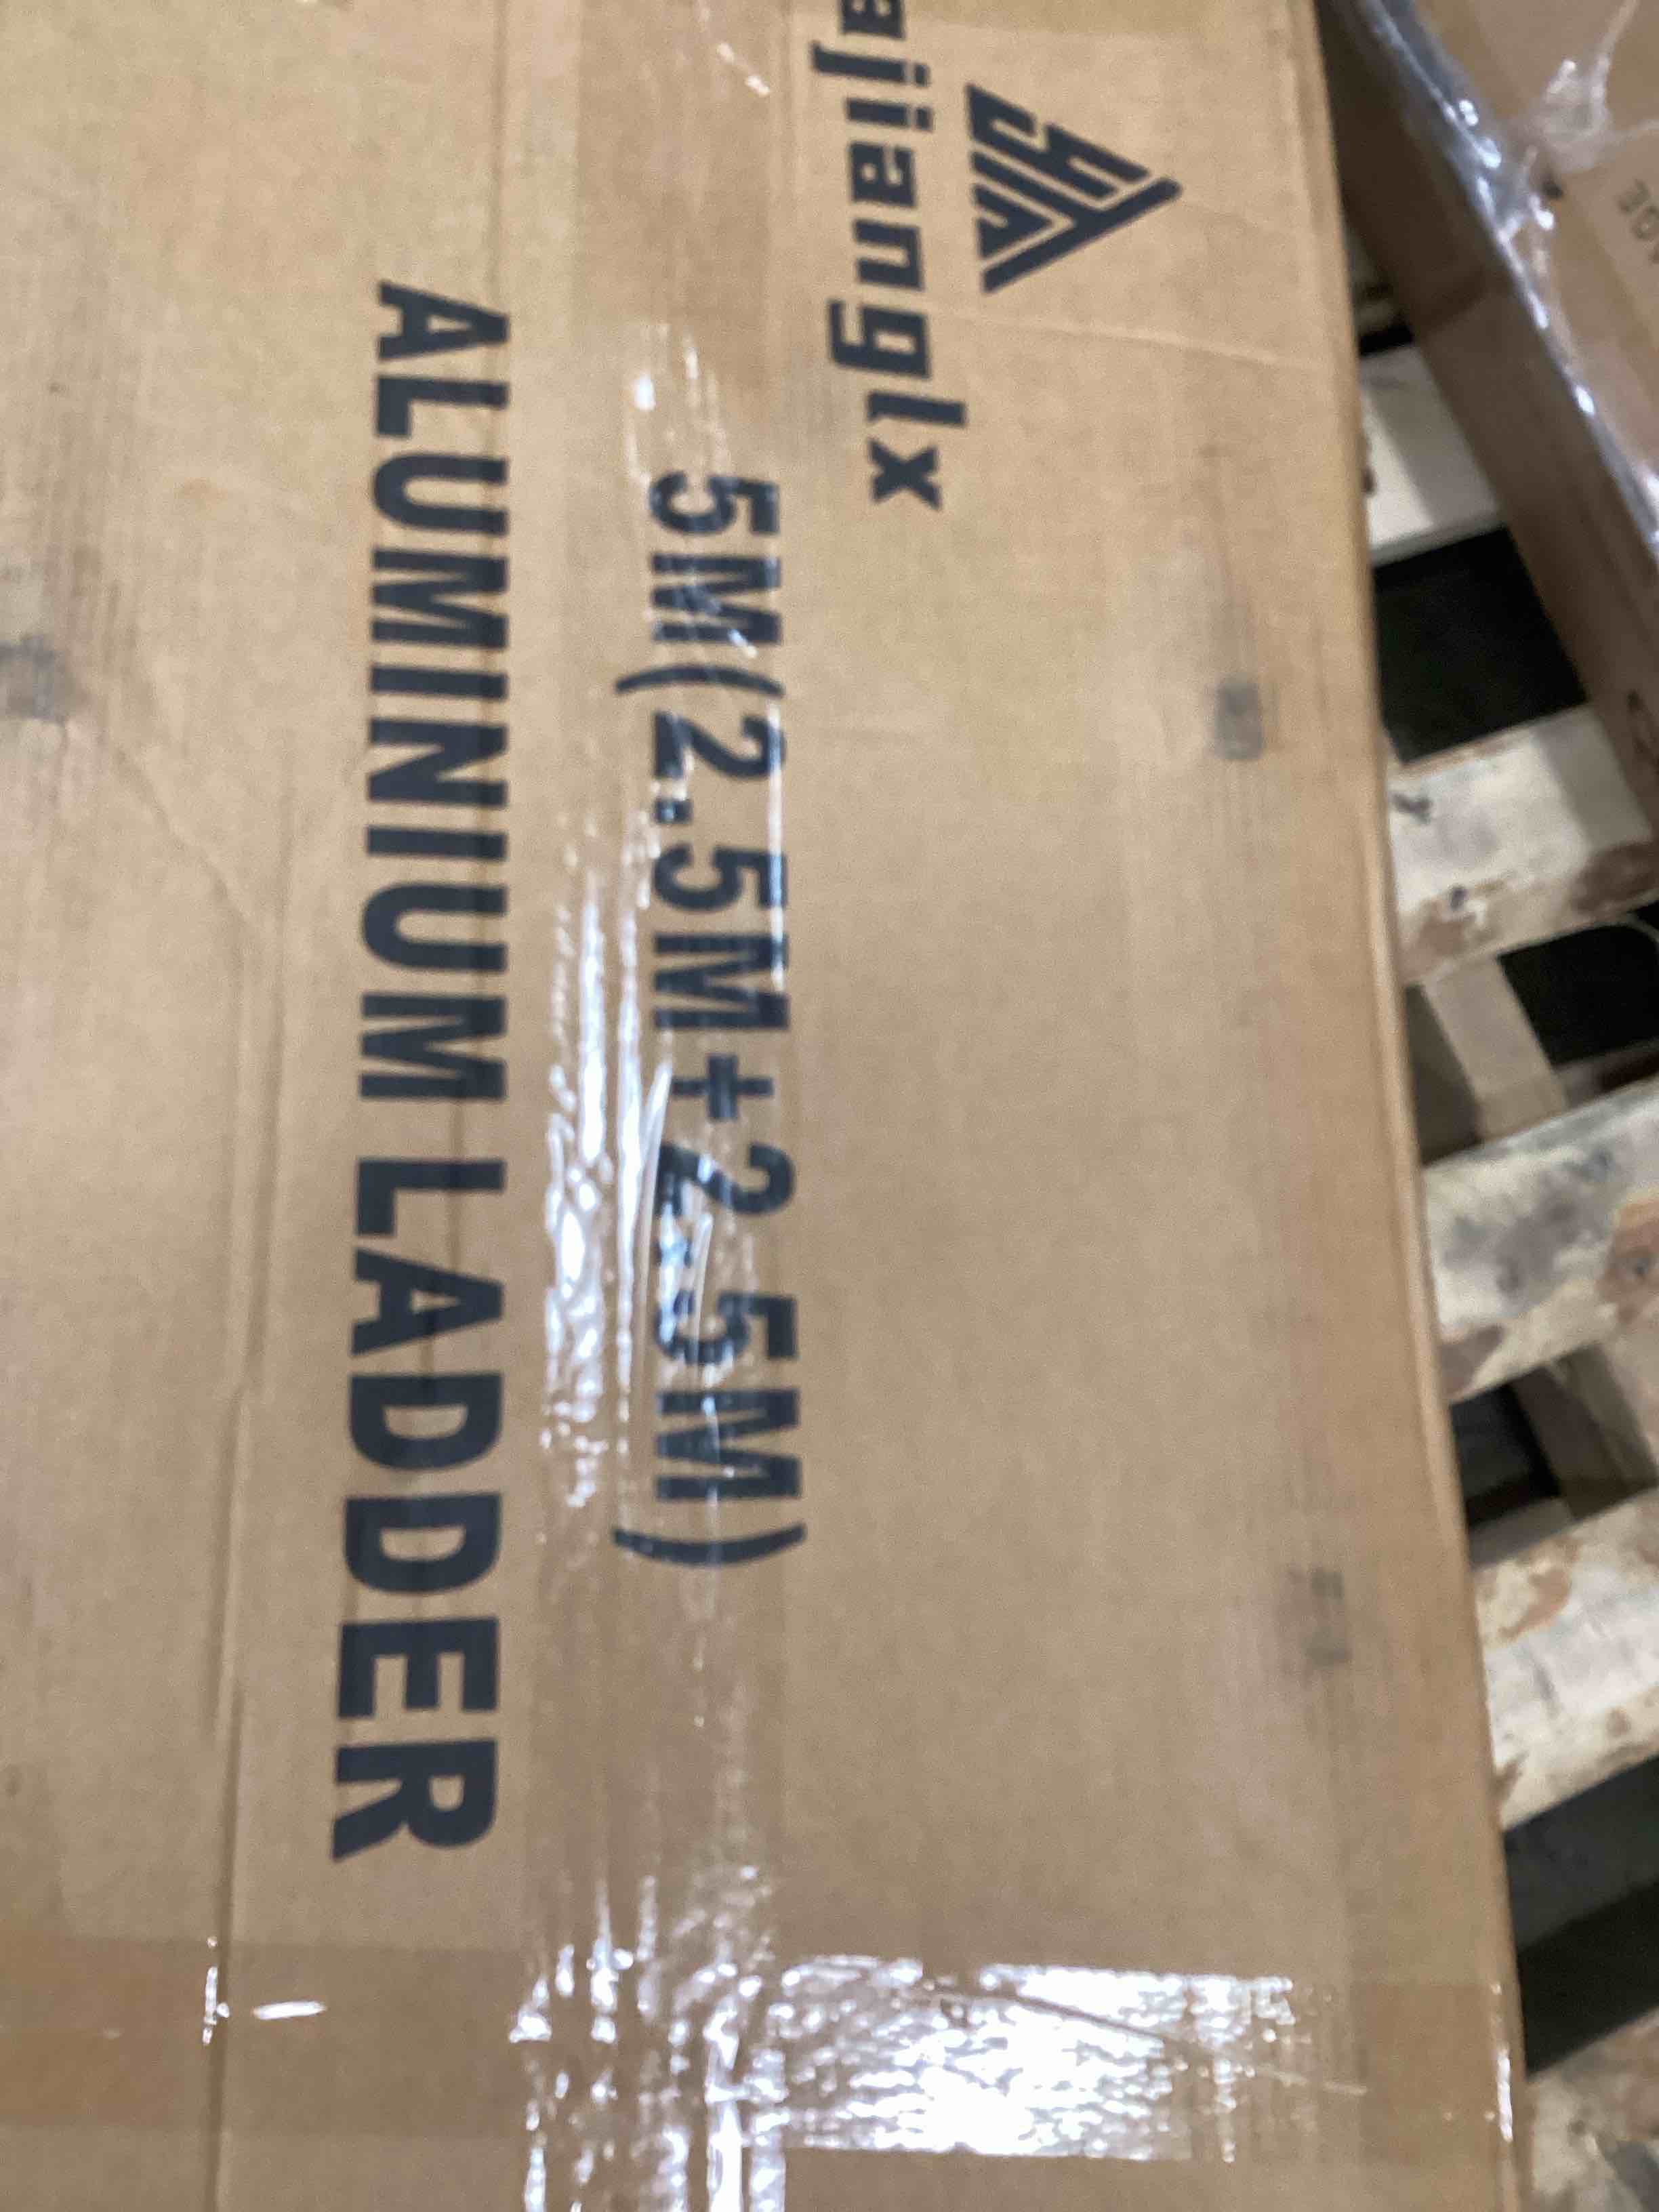 ajianglx
5M(2.5M+2.5M)
ALUMINIUM LADDER